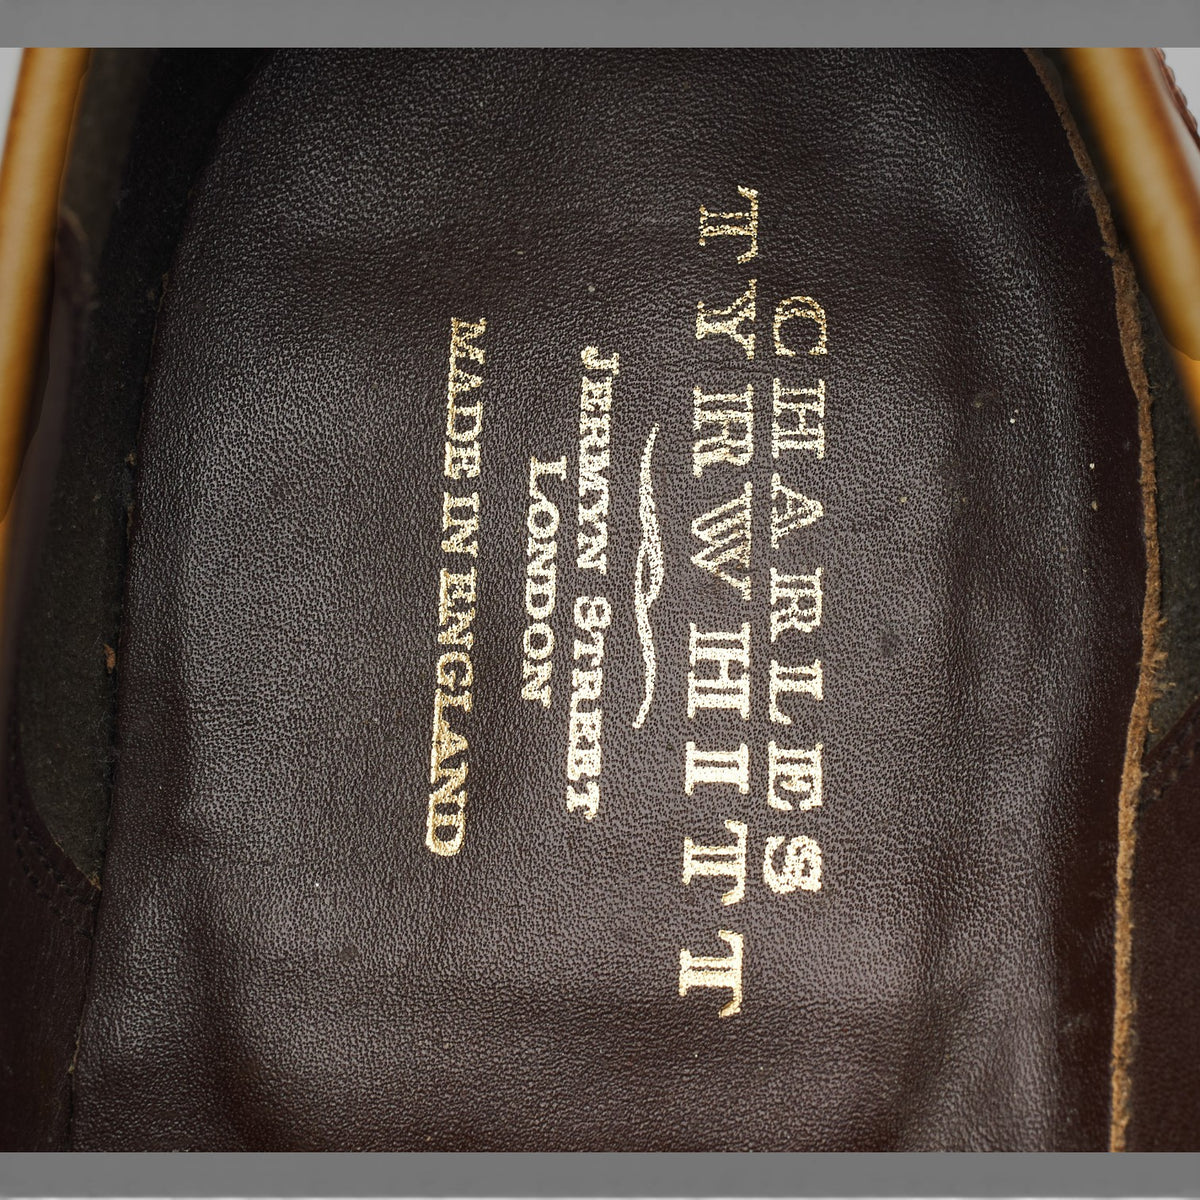 CHARLES
TYRWHITT
JERMYN STREET
LONDON
MADE IN ENGLAND